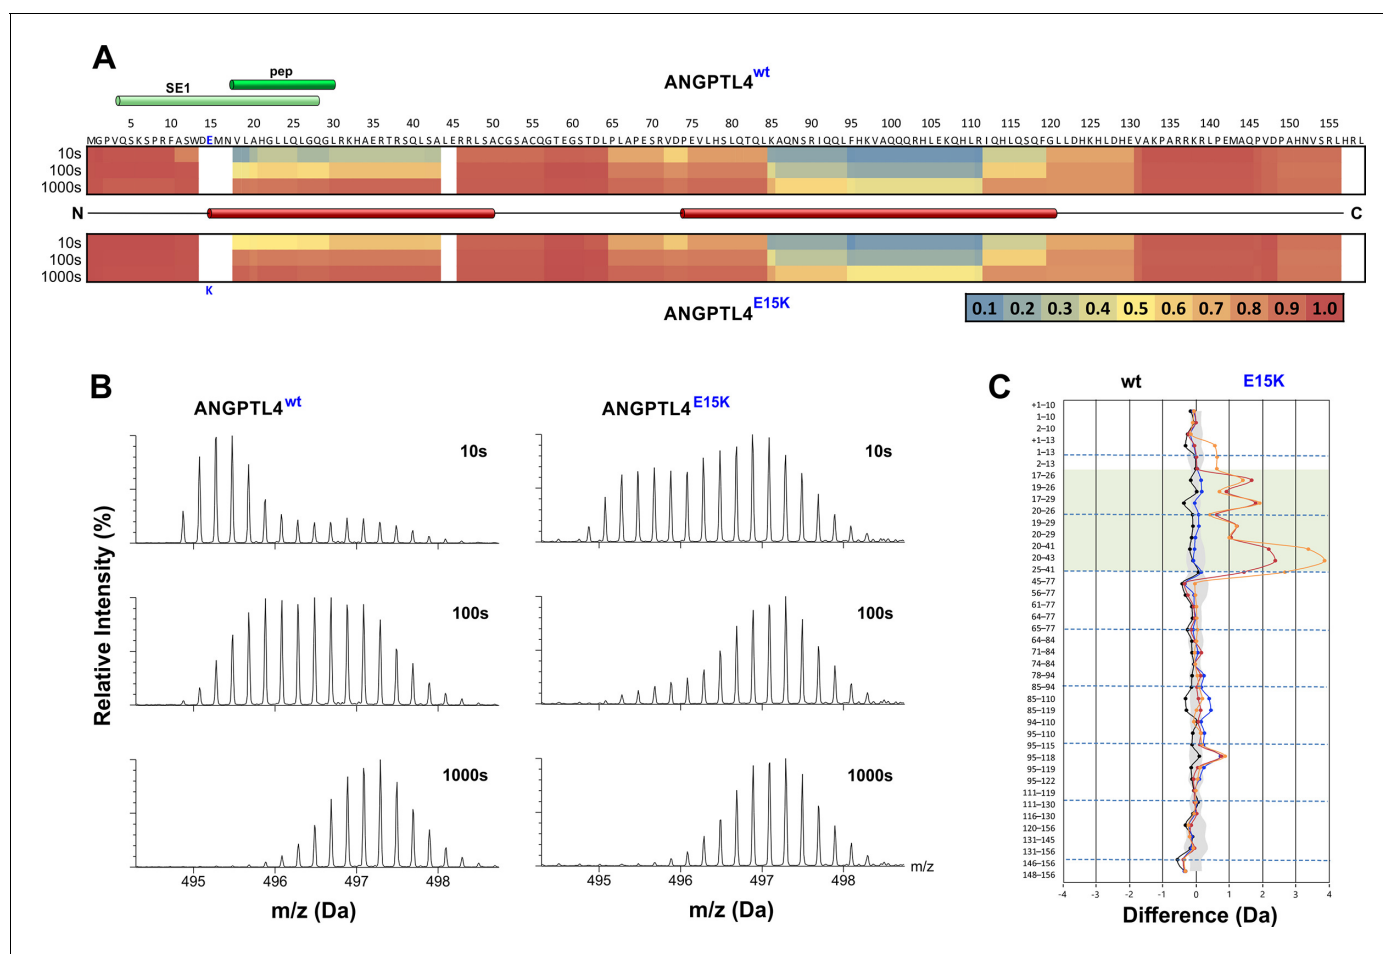 A
pep
ANGPTL4wt
SE1
5 10 15 20 25 30 35 40 45 50 55 60 65 70 75 80 85 90 95 100 105 110 115 120 125 130 135 140 145 150 155
MGPVQSKSPRFASWDEMNVLAHGLLQLGQGLRKHAERTRSQLSALERRLSACGSACQGTEGSTDLPLAPESRVDPEVLHSLQTQLKAQNSRIQQLFHKVAQQQRHLEKQHLRIQHLQSQFGLLDHKHLDHEVAKPARRKRLPEMAQPVDPAHNVSRLHRL
10s
100s
1000s
N
C
10s
100s
1000s
K
ANGPTL4E15K
0.1 0.2 0.3 0.4 0.5 0.6 0.7 0.8 0.9 1.0
B
ANGPTL4wt
ANGPTL4E15K
10s
10s
100s
100s
1000s
1000s
Relative Intensity (%)
495 496 497 498
495 496 497 498
m/z
m/z (Da)
m/z (Da)
C
wt
E15K
+1–10
1–10
2–10
+1–13
1–13
2–13
17–26
19–26
17–29
20–26
19–29
20–29
20–41
20–43
25–41
45–77
56–77
61–77
64–77
65–77
64–84
71–84
74–84
78–94
85–94
85–110
85–119
94–110
95–110
95–115
95–118
95–119
95–122
111–119
111–130
116–130
120–156
131–145
131–156
146–156
148–156
-4 -3 -2 -1 0 1 2 3 4
Difference (Da)